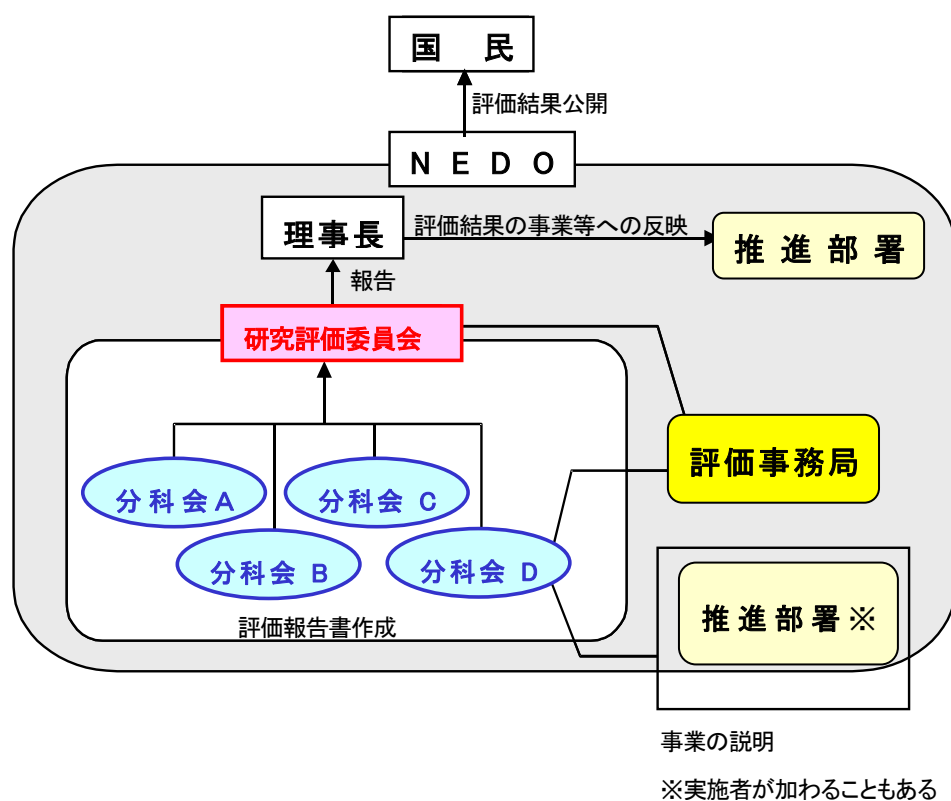 国 民
評価結果公開
N E D O
理事長
評価結果の事業等への反映
推進部署
報告
研究評価委員会
評価事務局
分科会 A
分科会 C
分科会 B
分科会 D
推進部署※
評価報告書作成
事業の説明
※実施者が加わることもある